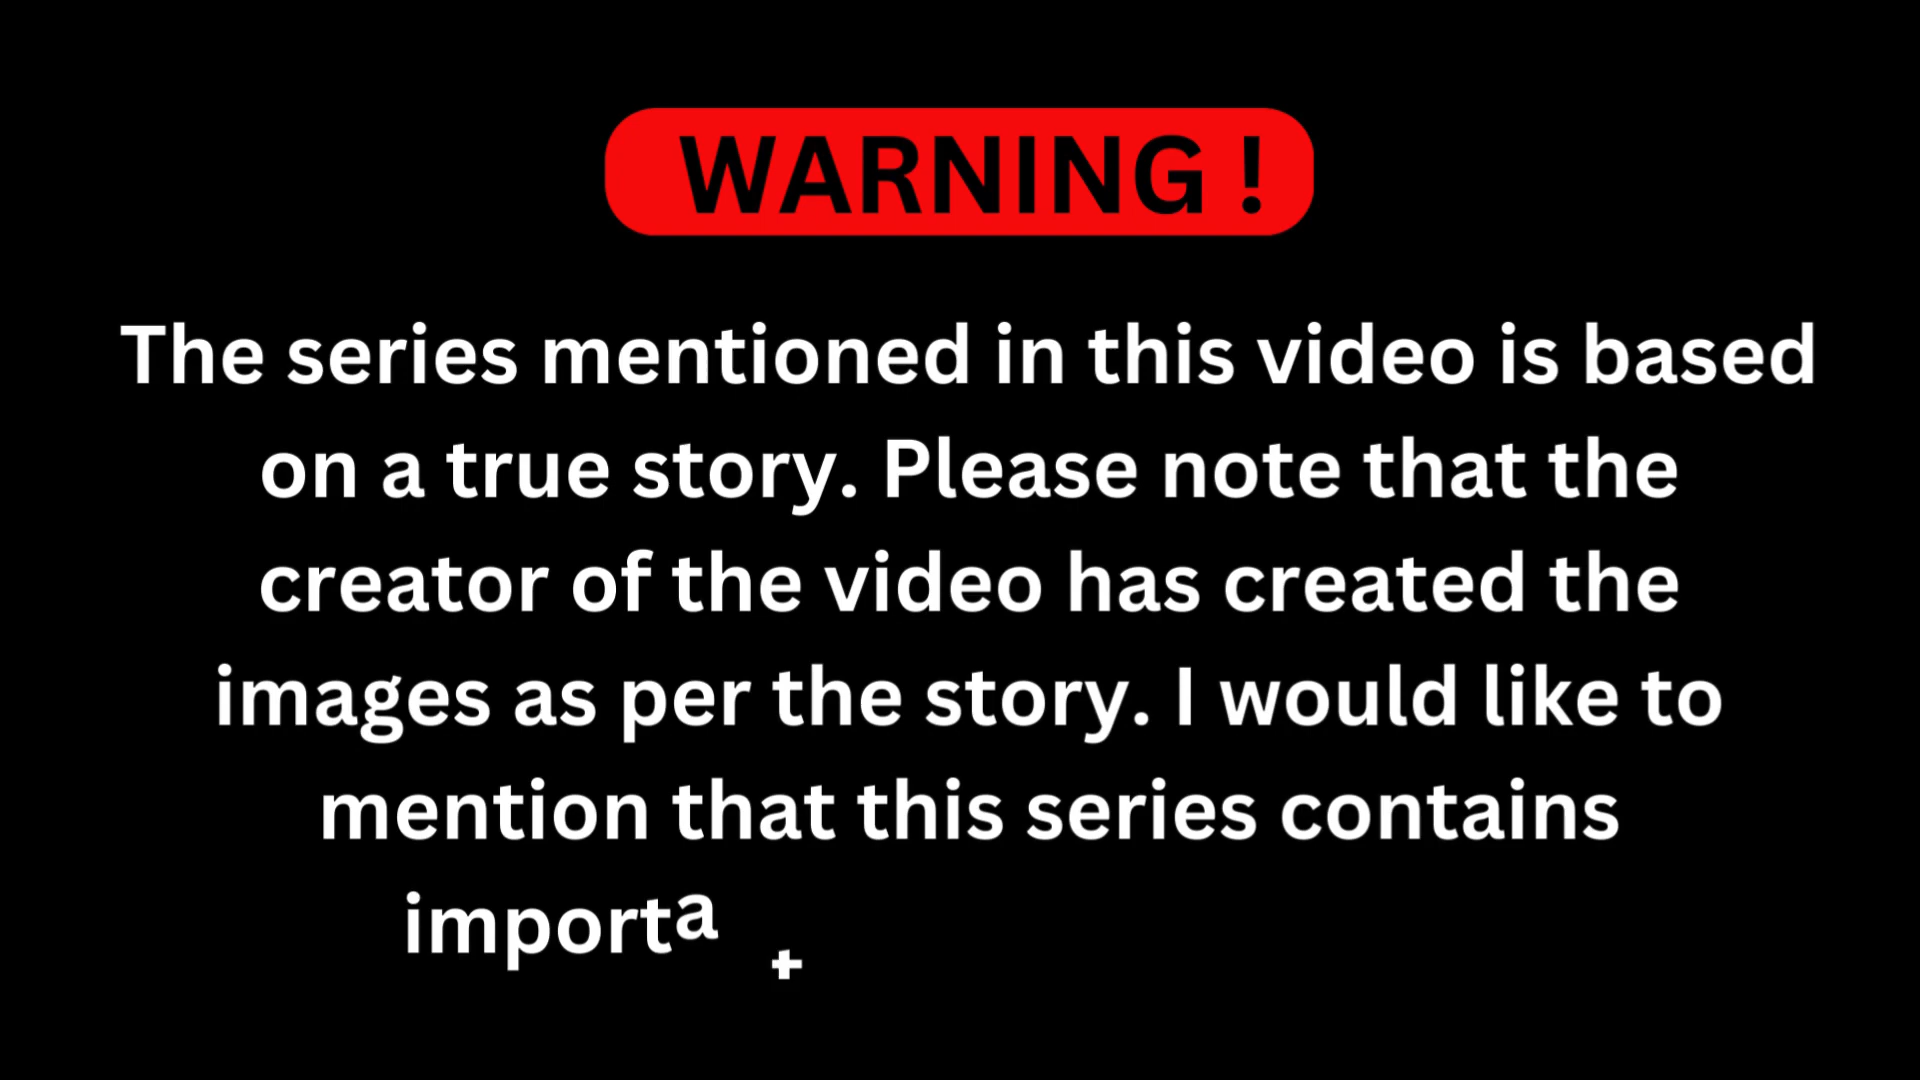 WARNING !
The series mentioned in this video is based
on a true story. Please note that the
creator of the video has created the
images as per the story. I would like to
mention that this series contains
importa